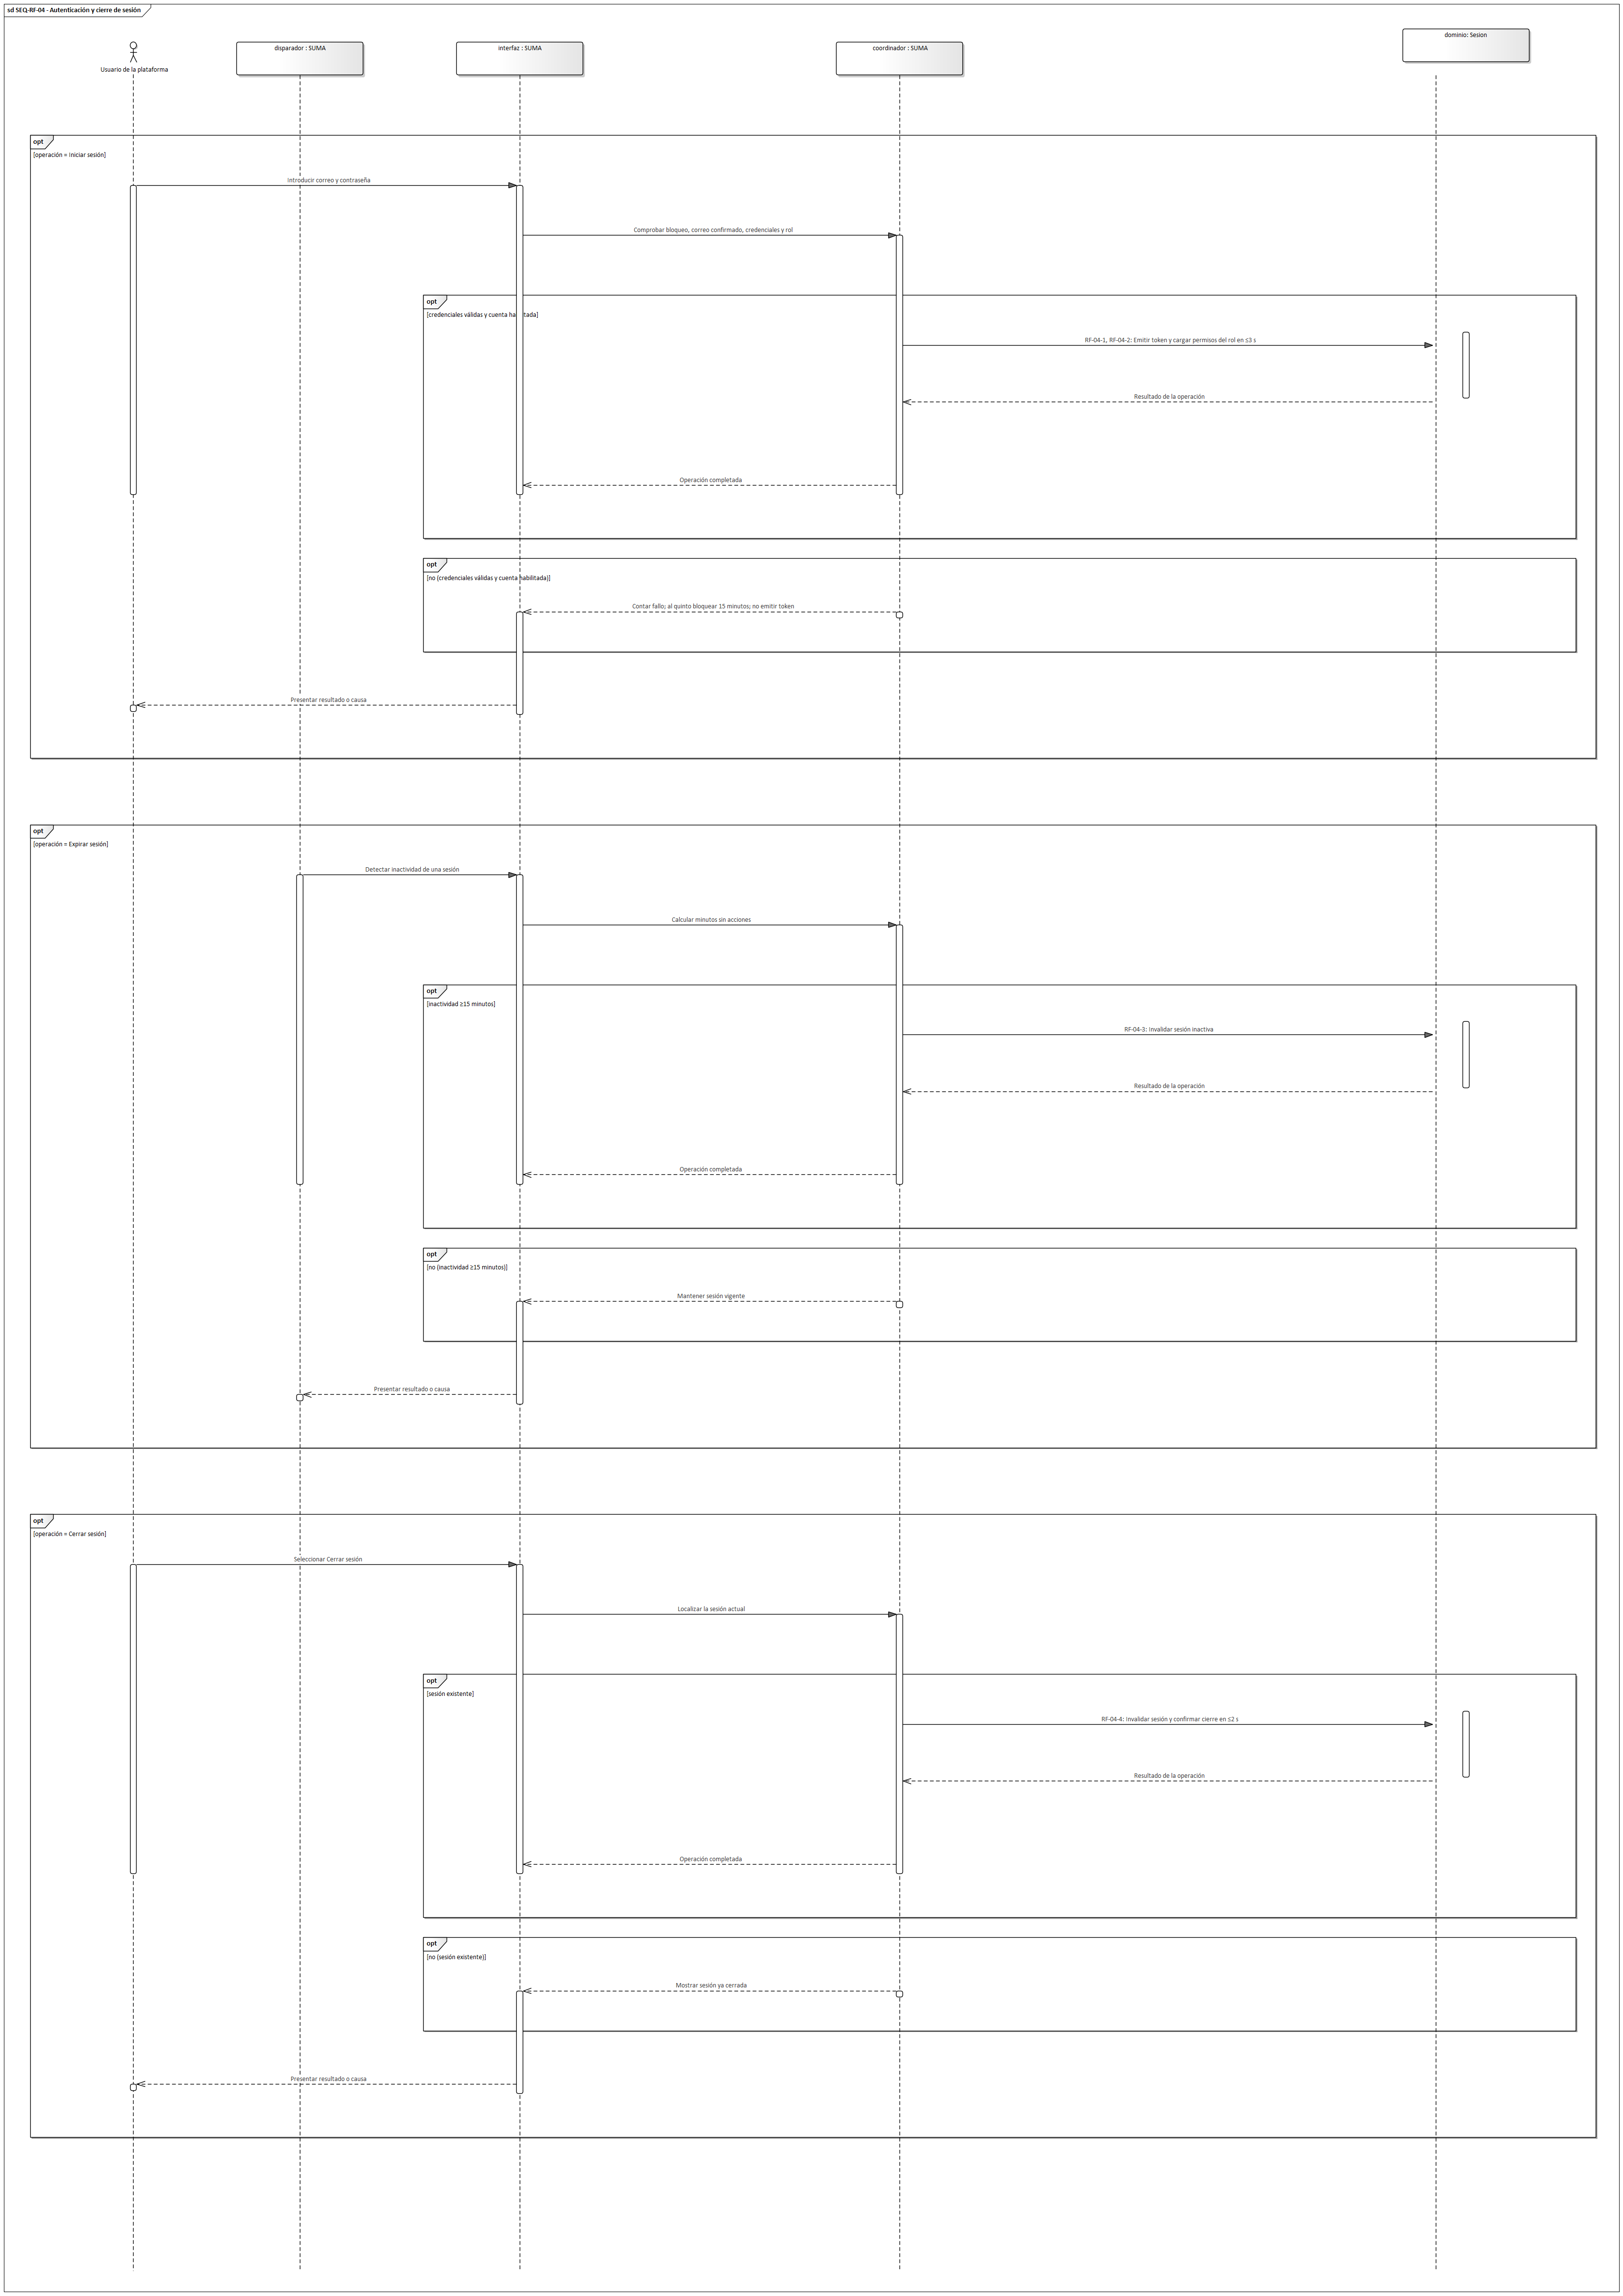 sd SEQ-RF-04 - Autenticación y cierre de sesión
Usuario de la plataforma
disparador : SUMA
interfaz : SUMA
coordinador : SUMA
dominio: Sesion
opt
[operación = Iniciar sesión]
Introducir correo y contraseña
Comprobar bloqueo, correo confirmado, credenciales y rol
opt
[credenciales válidas y cuenta habilitada]
RF-04-1, RF-04-2: Emitir token y cargar permisos del rol en ≤3 s
Resultado de la operación
Operación completada
opt
[no (credenciales válidas y cuenta habilitada)]
Contar fallo; al quinto bloquear 15 minutos; no emitir token
Presentar resultado o causa
opt
[operación = Expirar sesión]
Detectar inactividad de una sesión
Calcular minutos sin acciones
opt
[inactividad ≥15 minutos]
RF-04-3: Invalidar sesión inactiva
Resultado de la operación
Operación completada
opt
[no (inactividad ≥15 minutos)]
Mantener sesión vigente
Presentar resultado o causa
opt
[operación = Cerrar sesión]
Seleccionar Cerrar sesión
Localizar la sesión actual
opt
[sesión existente]
RF-04-4: Invalidar sesión y confirmar cierre en ≤2 s
Resultado de la operación
Operación completada
opt
[no (sesión existente)]
Mostrar sesión ya cerrada
Presentar resultado o causa